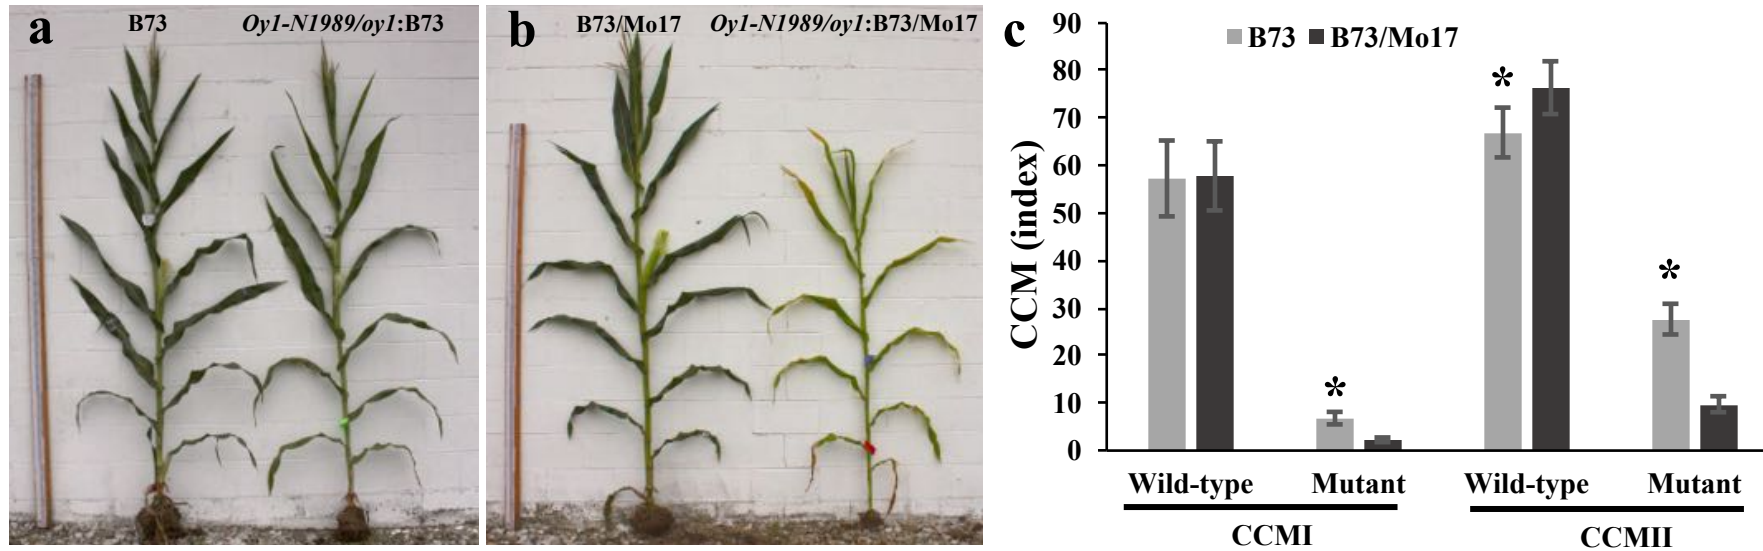 a
B73
Oy1-N1989/oy1:B73
b
B73/Mo17
Oy1-N1989/oy1:B73/Mo17
c
B73
B73/Mo17
CCM (index)
90
80
70
60
50
40
30
20
10
0
*
*
*
Wild-type
Mutant
Wild-type
Mutant
CCMI
CCMII